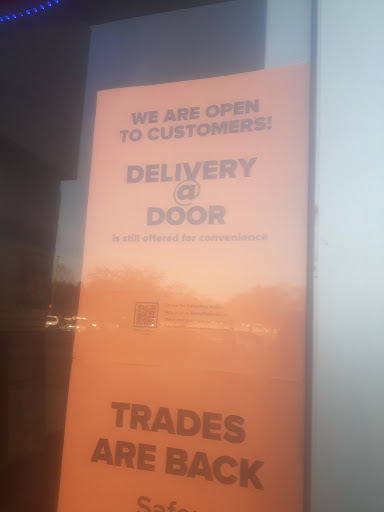 WE ARE OPEN
TO CUSTOMERS!
DELIVERY
@
DOOR
is still offered for convenience
TRADES
ARE BACK